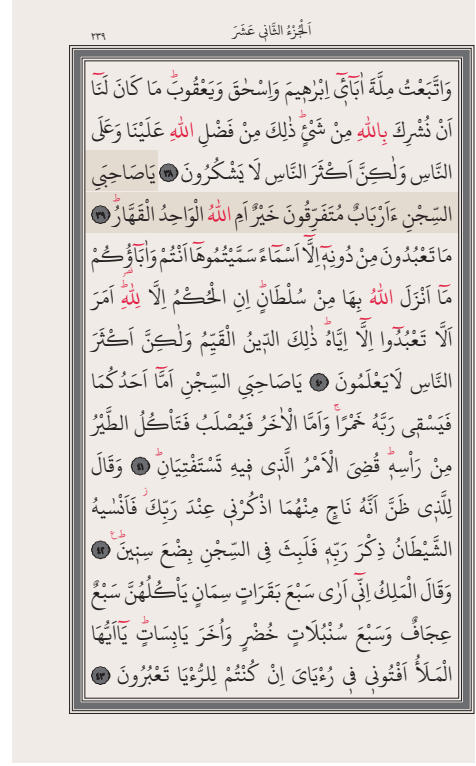 اَلْجُزْءُ الثَّانِي عَشَرَ
٢٣٩
وَاتَّبَعْتُ مِلَّةَ اٰبَٓاء۪ٓي اِبْرٰه۪يمَ وَاِسْحٰقَ وَيَعْقُوبَۜ مَا كَانَ لَنَٓا
اَنْ نُشْرِكَ بِاللّٰهِ مِنْ شَيْءٍۜ ذٰلِكَ مِنْ فَضْلِ اللّٰهِ عَلَيْنَا وَعَلَى
النَّاسِ وَلٰكِنَّ اَكْثَرَ النَّاسِ لَا يَشْكُرُونَ ﴿٣٨﴾ يَاصَاحِبَيِ
السِّجْنِ ءَاَرْبَابٌ مُتَفَرِّقُونَ خَيْرٌ اَمِ اللّٰهُ الْوَاحِدُ الْقَهَّارُۜ ﴿٣٩﴾
مَا تَعْبُدُونَ مِنْ دُونِه۪ٓ اِلَّٓا اَسْمَٓاءً سَمَّيْتُمُوهَٓا اَنْتُمْ وَاٰبَٓاؤُ۬كُمْ
مَٓا اَنْزَلَ اللّٰهُ بِهَا مِنْ سُلْطَانٍۜ اِنِ الْحُكْمُ اِلَّا لِلّٰهِۜ اَمَرَ
اَلَّا تَعْبُدُٓوا اِلَّٓا اِيَّاهُۜ ذٰلِكَ الدّ۪ينُ الْقَيِّمُ وَلٰكِنَّ اَكْثَرَ
النَّاسِ لَا يَعْلَمُونَ ﴿٤٠﴾ يَاصَاحِبَيِ السِّجْنِ اَمَّٓا اَحَدُكُمَا
فَيَسْق۪ي رَبَّهُ خَمْرًاۚ وَاَمَّا الْاٰخَرُ فَيُصْلَبُ فَتَأْكُلُ الطَّيْرُ
مِنْ رَأْسِه۪ۜ قُضِيَ الْاَمْرُ الَّذ۪ي ف۪يهِ تَسْتَفْتِيَانِۜ ﴿٤١﴾ وَقَالَ
لِلَّذ۪ي ظَنَّ اَنَّهُ نَاجٍ مِنْهُمَا اذْكُرْن۪ي عِنْدَ رَبِّكَۘ فَاَنْسٰيهُ
الشَّيْطَانُ ذِكْرَ رَبِّه۪ فَلَبِثَ فِي السِّجْنِ بِضْعَ سِن۪ينَۜ ﴿٤٢﴾
وَقَالَ الْمَلِكُ اِنّ۪ٓي اَرٰى سَبْعَ بَقَرَاتٍ سِمَانٍ يَأْكُلُهُنَّ سَبْعٌ
عِجَافٌ وَسَبْعَ سُنْبُلَاتٍ خُضْرٍ وَاُخَرَ يَابِسَاتٍۜ يَٓا اَيُّهَا
الْمَلَأُ اَفْتُون۪ي ف۪ي رُءْيَايَ اِنْ كُنْتُمْ لِلرُّءْيَا تَعْبُرُونَ ﴿٤٣﴾